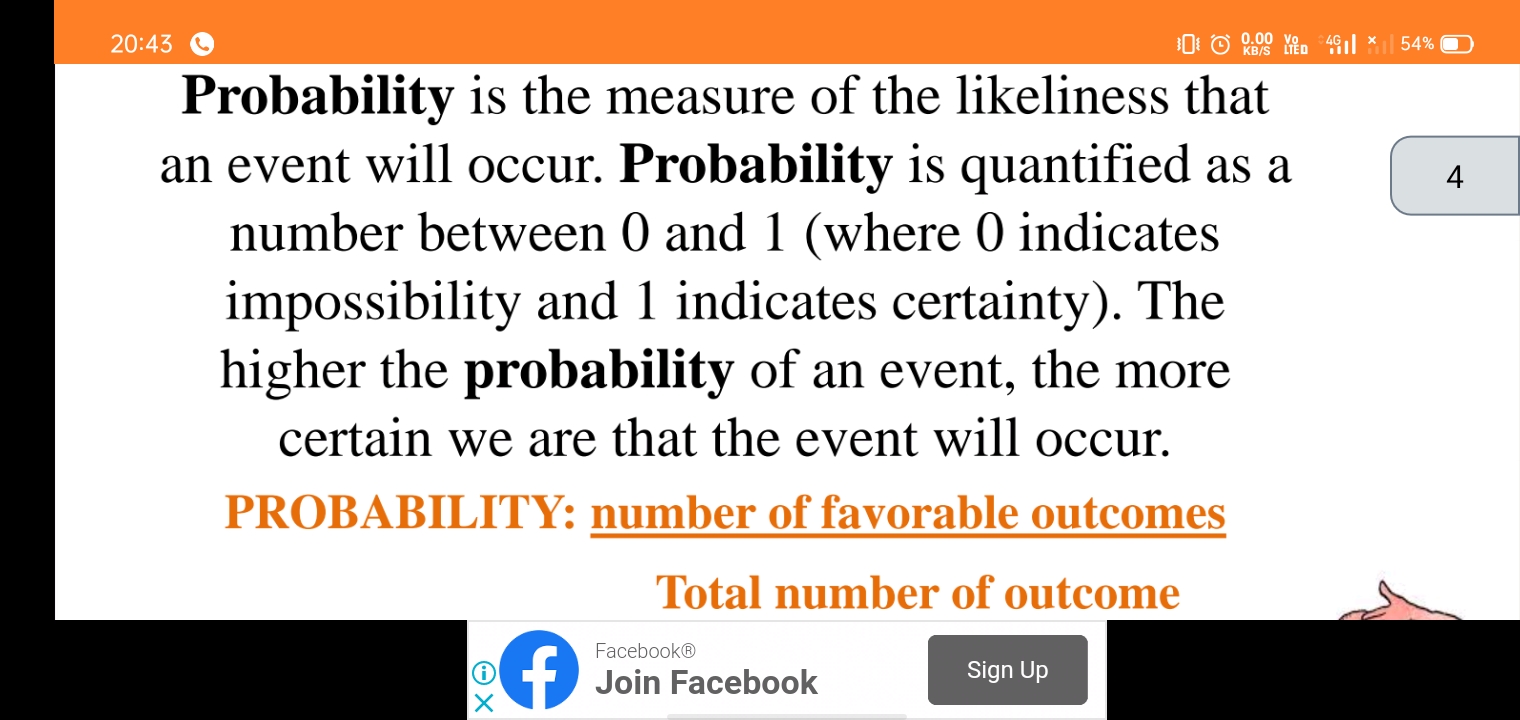 20:43
0.00 KB/S Vo LTE 4G 54%
Probability is the measure of the likeliness that
an event will occur. Probability is quantified as a
4
number between 0 and 1 (where 0 indicates
impossibility and 1 indicates certainty). The
higher the probability of an event, the more
certain we are that the event will occur.
PROBABILITY: number of favorable outcomes
Total number of outcome
Facebook®
Join Facebook
Sign Up